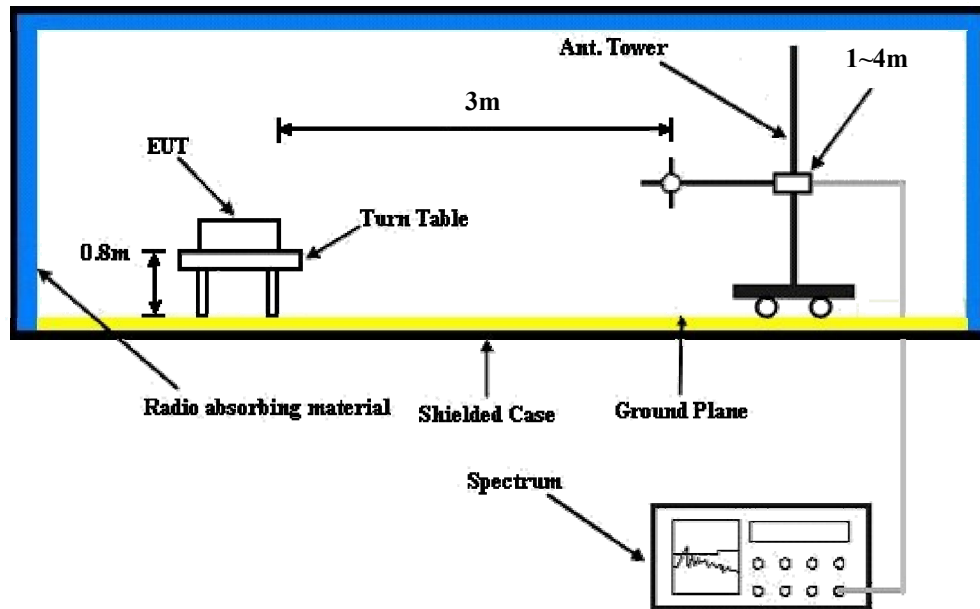 Ant. Tower
1~4m
3m
EUT
Turn Table
0.8m
Radio absorbing material
Shielded Case
Ground Plane
Spectrum